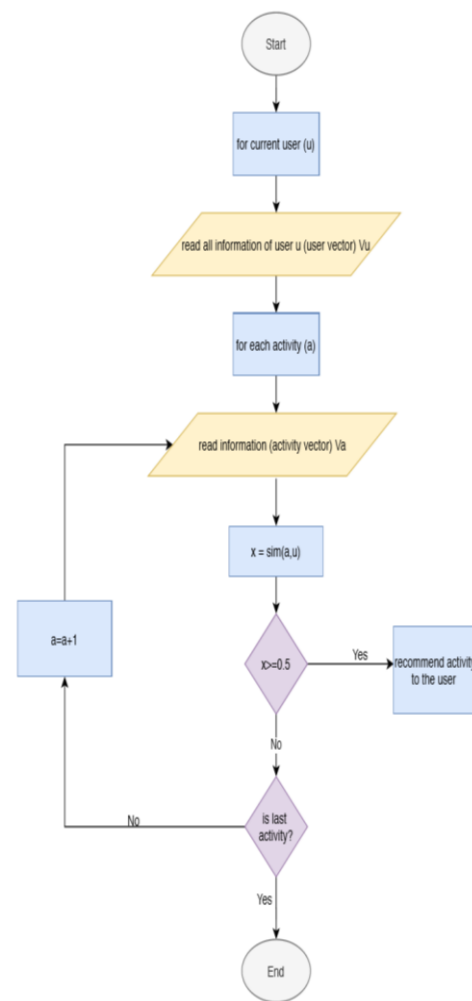 Start
for current user (u)
read all information of user u (user vector) Vu
for each activity (a)
read information (activity vector) Va
x = sim(a,u)
a=a+1
x>=0.5
Yes
recommend activity
to the user
No
is last
activity?
No
Yes
End